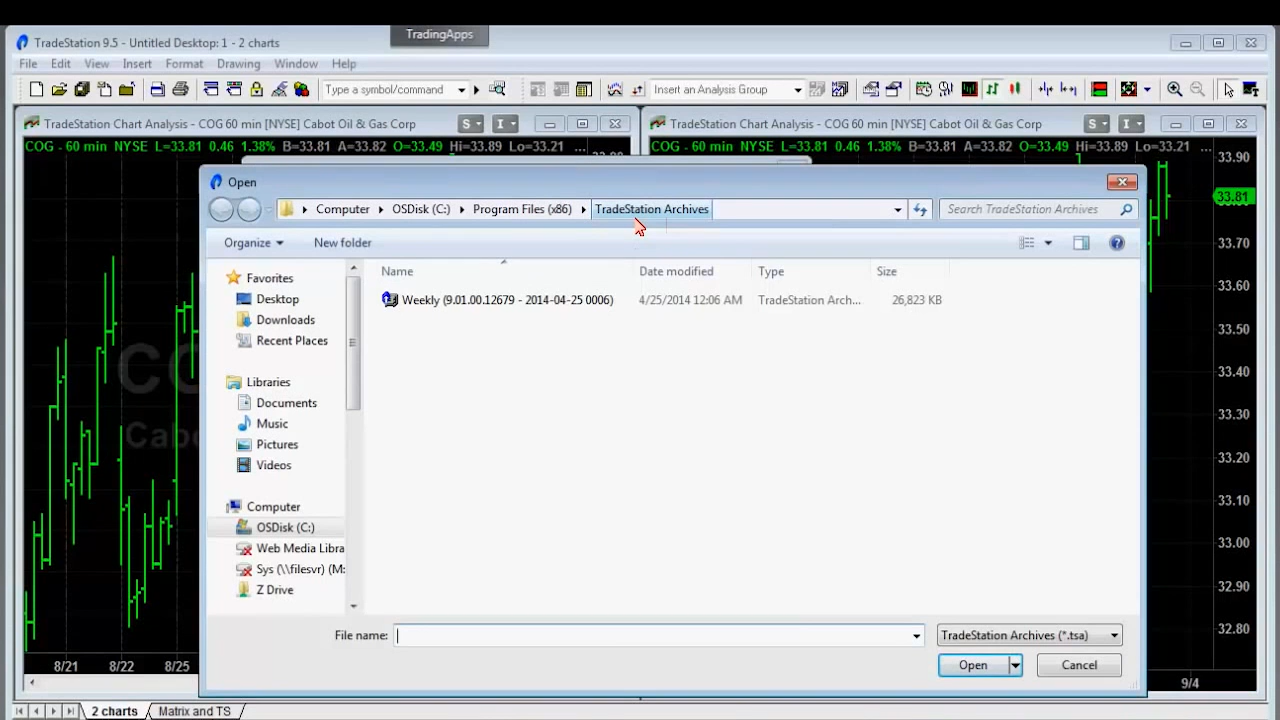 TradingApps
TradeStation 9.5 - Untitled Desktop: 1 - 2 charts
File Edit View Insert Format Drawing Window Help
Type a symbol/command
Insert an Analysis Group
TradeStation Chart Analysis - COG 60 min [NYSE] Cabot Oil & Gas Corp
S I
TradeStation Chart Analysis - COG 60 min [NYSE] Cabot Oil & Gas Corp
S I
COG - 60 min NYSE L=33.81 0.46 1.38% B=33.81 A=33.82 O=33.49 Hi=33.89 Lo=33.21 ...
COG - 60 min NYSE L=33.81 0.46 1.38% B=33.81 A=33.82 O=33.49 Hi=33.89 Lo=33.21 ...
33.90
33.81
33.70
33.60
33.50
33.40
33.30
33.20
33.10
33.00
32.90
32.80
Open
Computer OSDisk (C:) Program Files (x86) TradeStation Archives
Search TradeStation Archives
Organize New folder
Name Date modified Type Size
Weekly (9.01.00.12679 - 2014-04-25 0006) 4/25/2014 12:06 AM TradeStation Arch... 26,823 KB
Favorites
Desktop
Downloads
Recent Places
Libraries
Documents
Music
Pictures
Videos
Computer
OSDisk (C:)
Web Media Libra
Sys (\\filesvr) (M:
Z Drive
File name:
TradeStation Archives (*.tsa)
Open Cancel
8/21 8/22 8/25
9/4
2 charts Matrix and TS